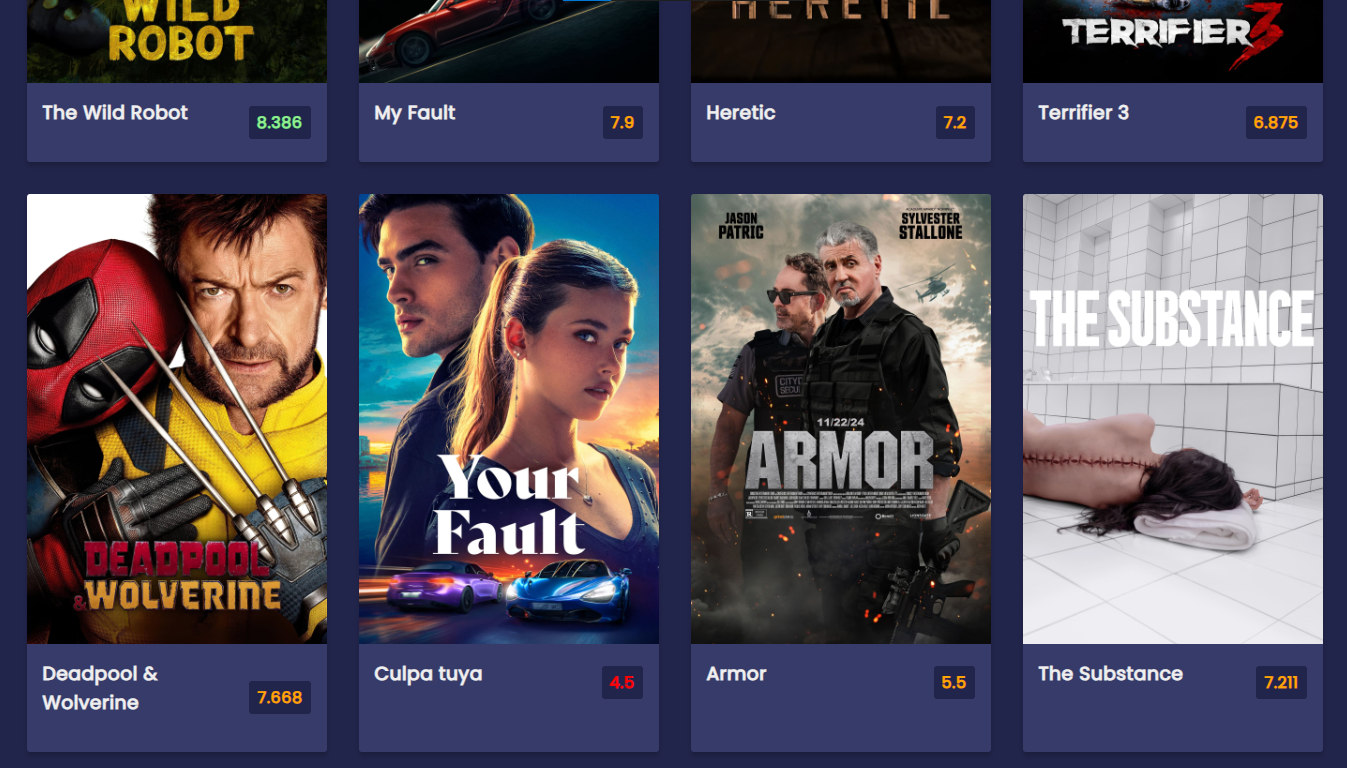 WILD
ROBOT
HERETIC
TERRIFIER 3
The Wild Robot
8.386
My Fault
7.9
Heretic
7.2
Terrifier 3
6.875
JASON
PATRIC
SYLVESTER
STALLONE
THE SUBSTANCE
CITY
SECU
11/22/24
ARMOR
Your
Fault
DEADPOOL
&WOLVERINE
Deadpool &
Wolverine
7.668
Culpa tuya
4.5
Armor
5.5
The Substance
7.211